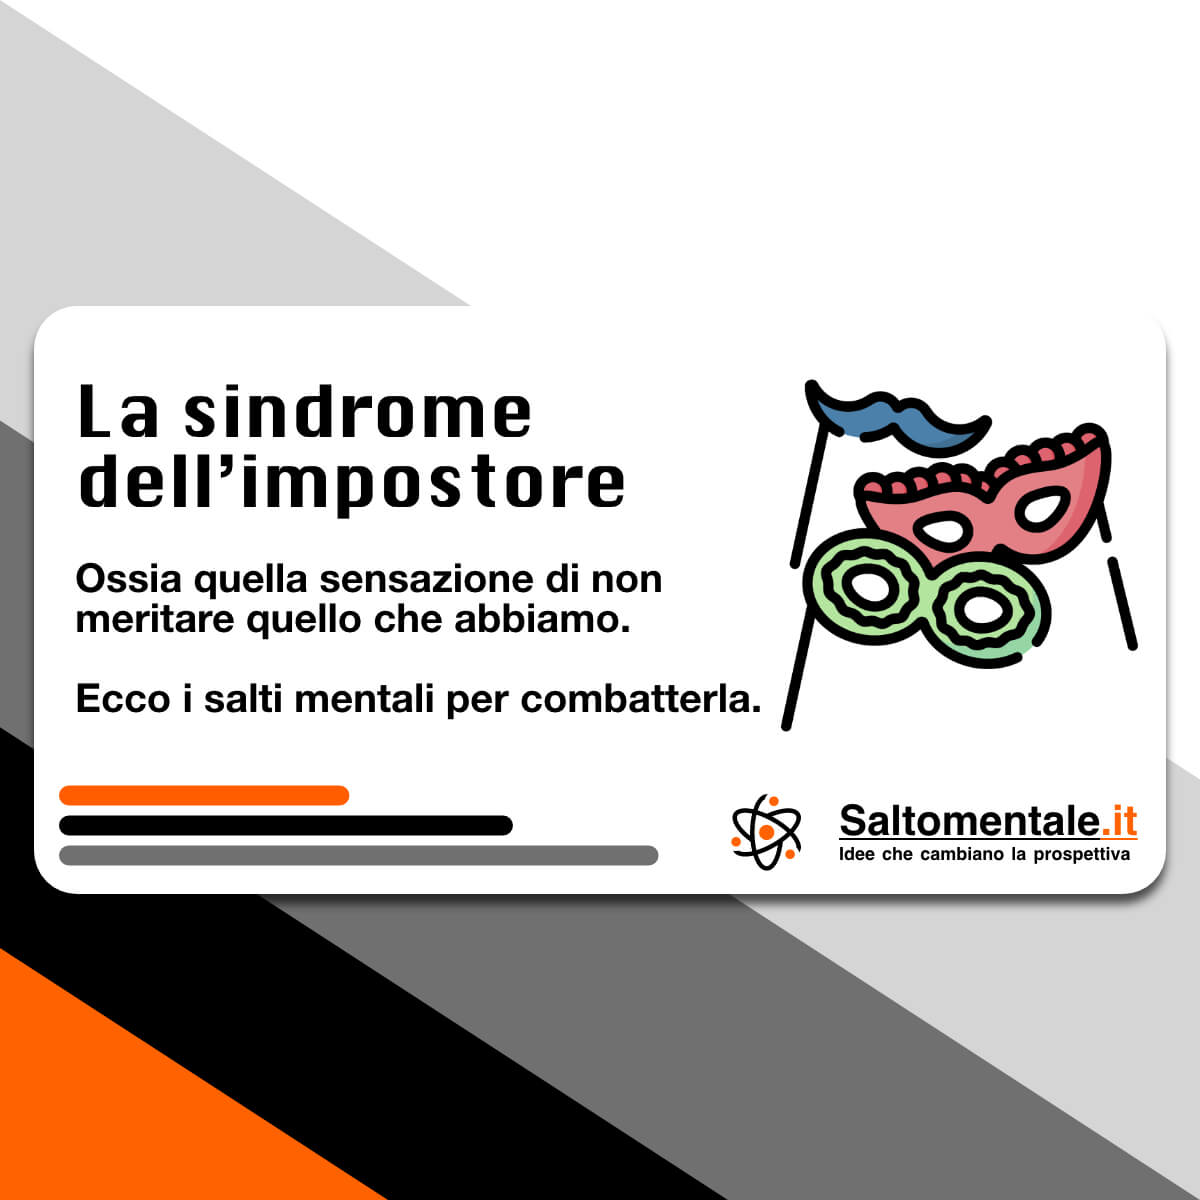 La sindrome
dell’impostore
Ossia quella sensazione di non
meritare quello che abbiamo.
Ecco i salti mentali per combatterla.
Saltomentale.it
Idee che cambiano la prospettiva